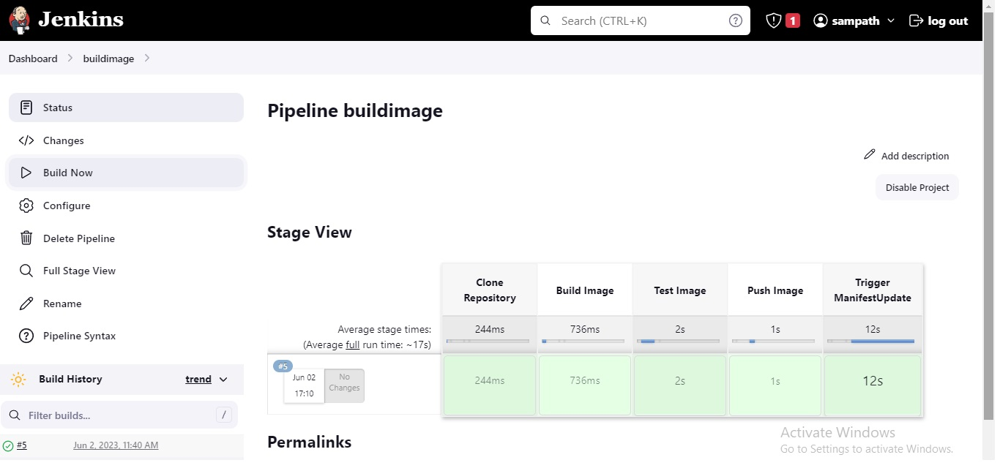 Jenkins
Search (CTRL+K)
1
sampath
log out
Dashboard
buildimage
Status
Changes
Build Now
Configure
Delete Pipeline
Full Stage View
Rename
Pipeline Syntax
Build History
trend
Filter builds...
/
#5
Jun 2, 2023, 11:40 AM
Pipeline buildimage
Add description
Disable Project
Stage View
Clone
Repository
Build Image
Test Image
Push Image
Trigger
ManifestUpdate
Average stage times:
(Average full run time: ~17s)
244ms
736ms
2s
1s
12s
#5
Jun 02
17:10
No
Changes
244ms
736ms
2s
1s
12s
Permalinks
Activate Windows
Go to Settings to activate Windows.